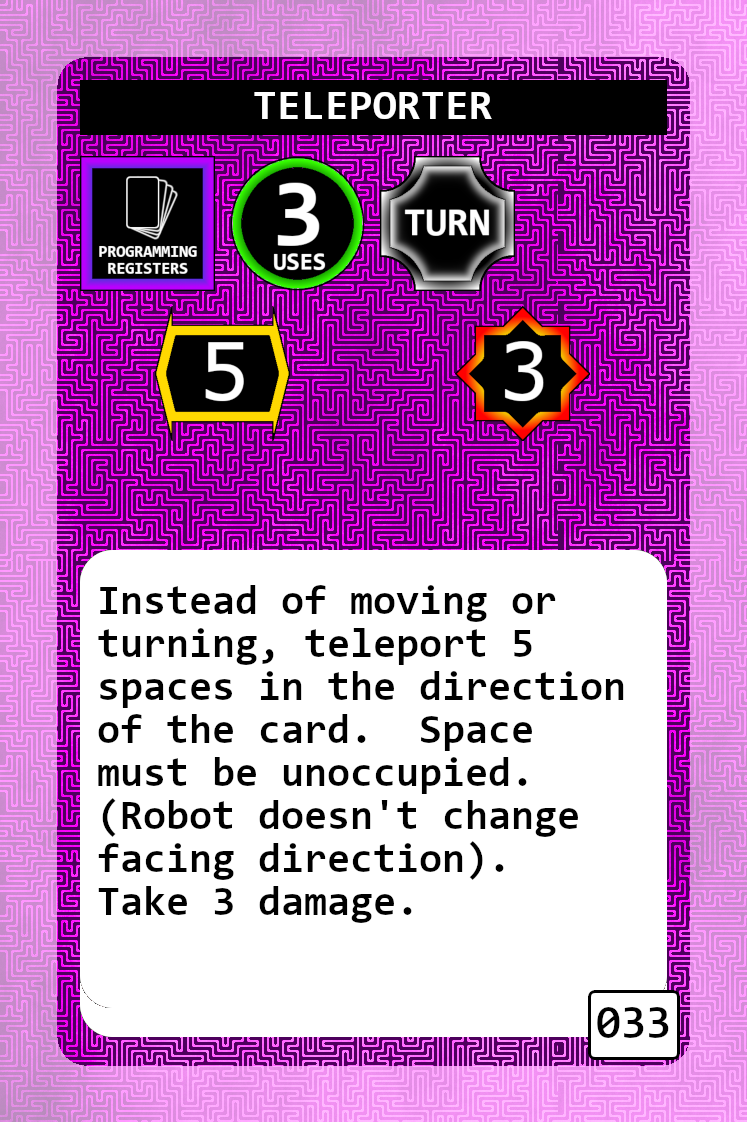 TELEPORTER
PROGRAMMING
REGISTERS
3
USES
TURN
5
3
Instead of moving or
turning, teleport 5
spaces in the direction
of the card.  Space
must be unoccupied.
(Robot doesn't change
facing direction).
Take 3 damage.
033